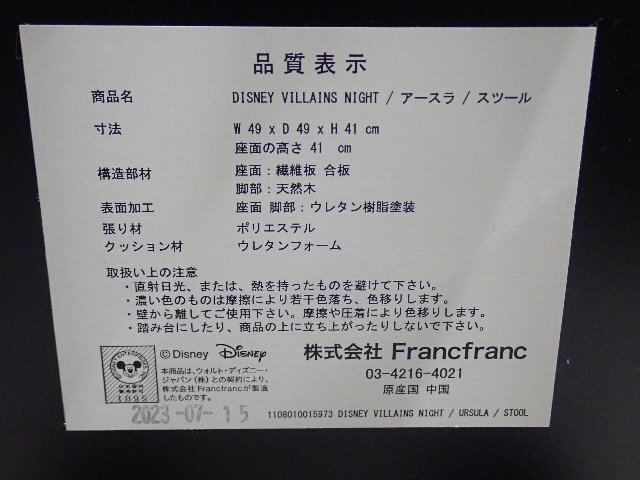 品質表示
商品名 DISNEY VILLAINS NIGHT / アースラ / スツール
寸法 W 49 x D 49 x H 41 cm
座面の高さ 41 cm
構造部材 座面：繊維板 合板
脚部：天然木
表面加工 座面 脚部：ウレタン樹脂塗装
張り材 ポリエステル
クッション材 ウレタンフォーム
取扱い上の注意
・直射日光、または、熱を持ったものを避けて下さい。
・濃い色のものは摩擦により若干色落ち、色移りします。
・壁から離してご使用下さい。摩擦や圧着により色移りします。
・踏み台にしたり、商品の上に立ち上がったりしないで下さい。
©Disney Disney
本商品は、ウォルト・ディズニー・
ジャパン（株）との契約により、
株式会社 Francfrancが製造
したものです。
1095
2023-07-15
株式会社 Francfranc
03-4216-4021
原産国 中国
1108010015973 DISNEY VILLAINS NIGHT / URSULA / STOOL